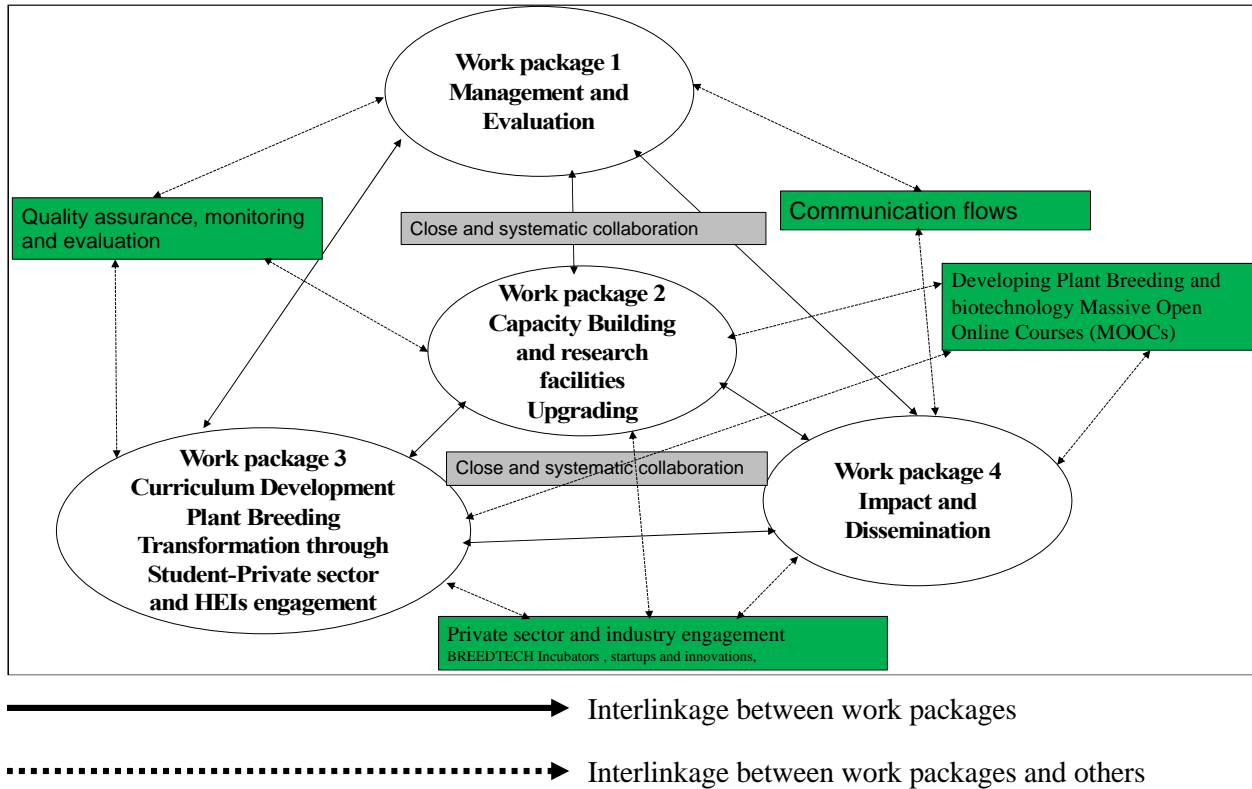 Work package 1
Management and
Evaluation
Quality assurance, monitoring
and evaluation
Close and systematic collaboration
Communication flows
Work package 2
Capacity Building
and research
facilities
Upgrading
Developing Plant Breeding and
biotechnology Massive Open
Online Courses (MOOCs)
Work package 3
Curriculum Development
Plant Breeding
Transformation through
Student-Private sector
and HEIs engagement
Close and systematic collaboration
Work package 4
Impact and
Dissemination
Private sector and industry engagement
BREEDTECH Incubators , startups and innovations,
Interlinkage between work packages
Interlinkage between work packages and others